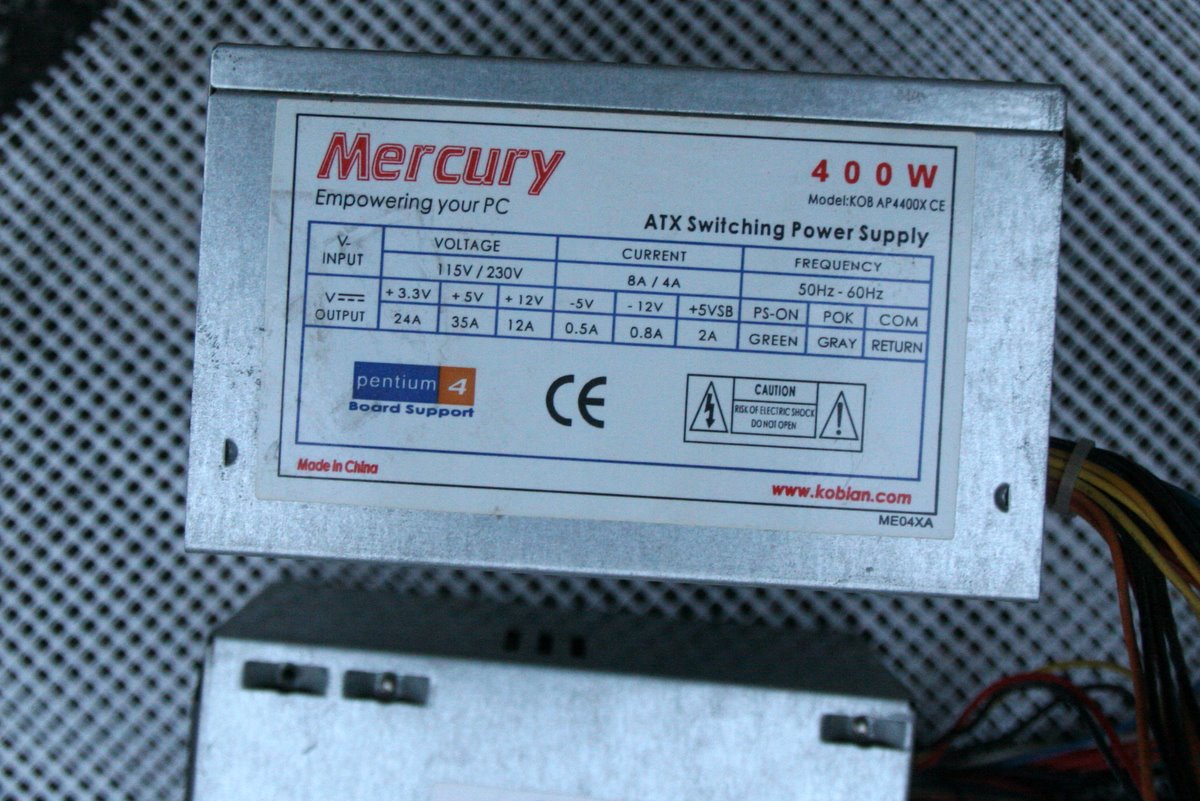 Mercury
Empowering your PC
400W
Model:KOB AP4400X CE
ATX Switching Power Supply
V~ INPUT VOLTAGE CURRENT FREQUENCY
115V / 230V 8A / 4A 50Hz - 60Hz
V⎓ OUTPUT +3.3V +5V +12V -5V -12V +5VSB PS-ON POK COM
24A 35A 12A 0.5A 0.8A 2A GREEN GRAY RETURN
pentium 4
Board Support
CE
CAUTION
RISK OF ELECTRIC SHOCK
DO NOT OPEN
Made in China
www.kobian.com
ME04XA